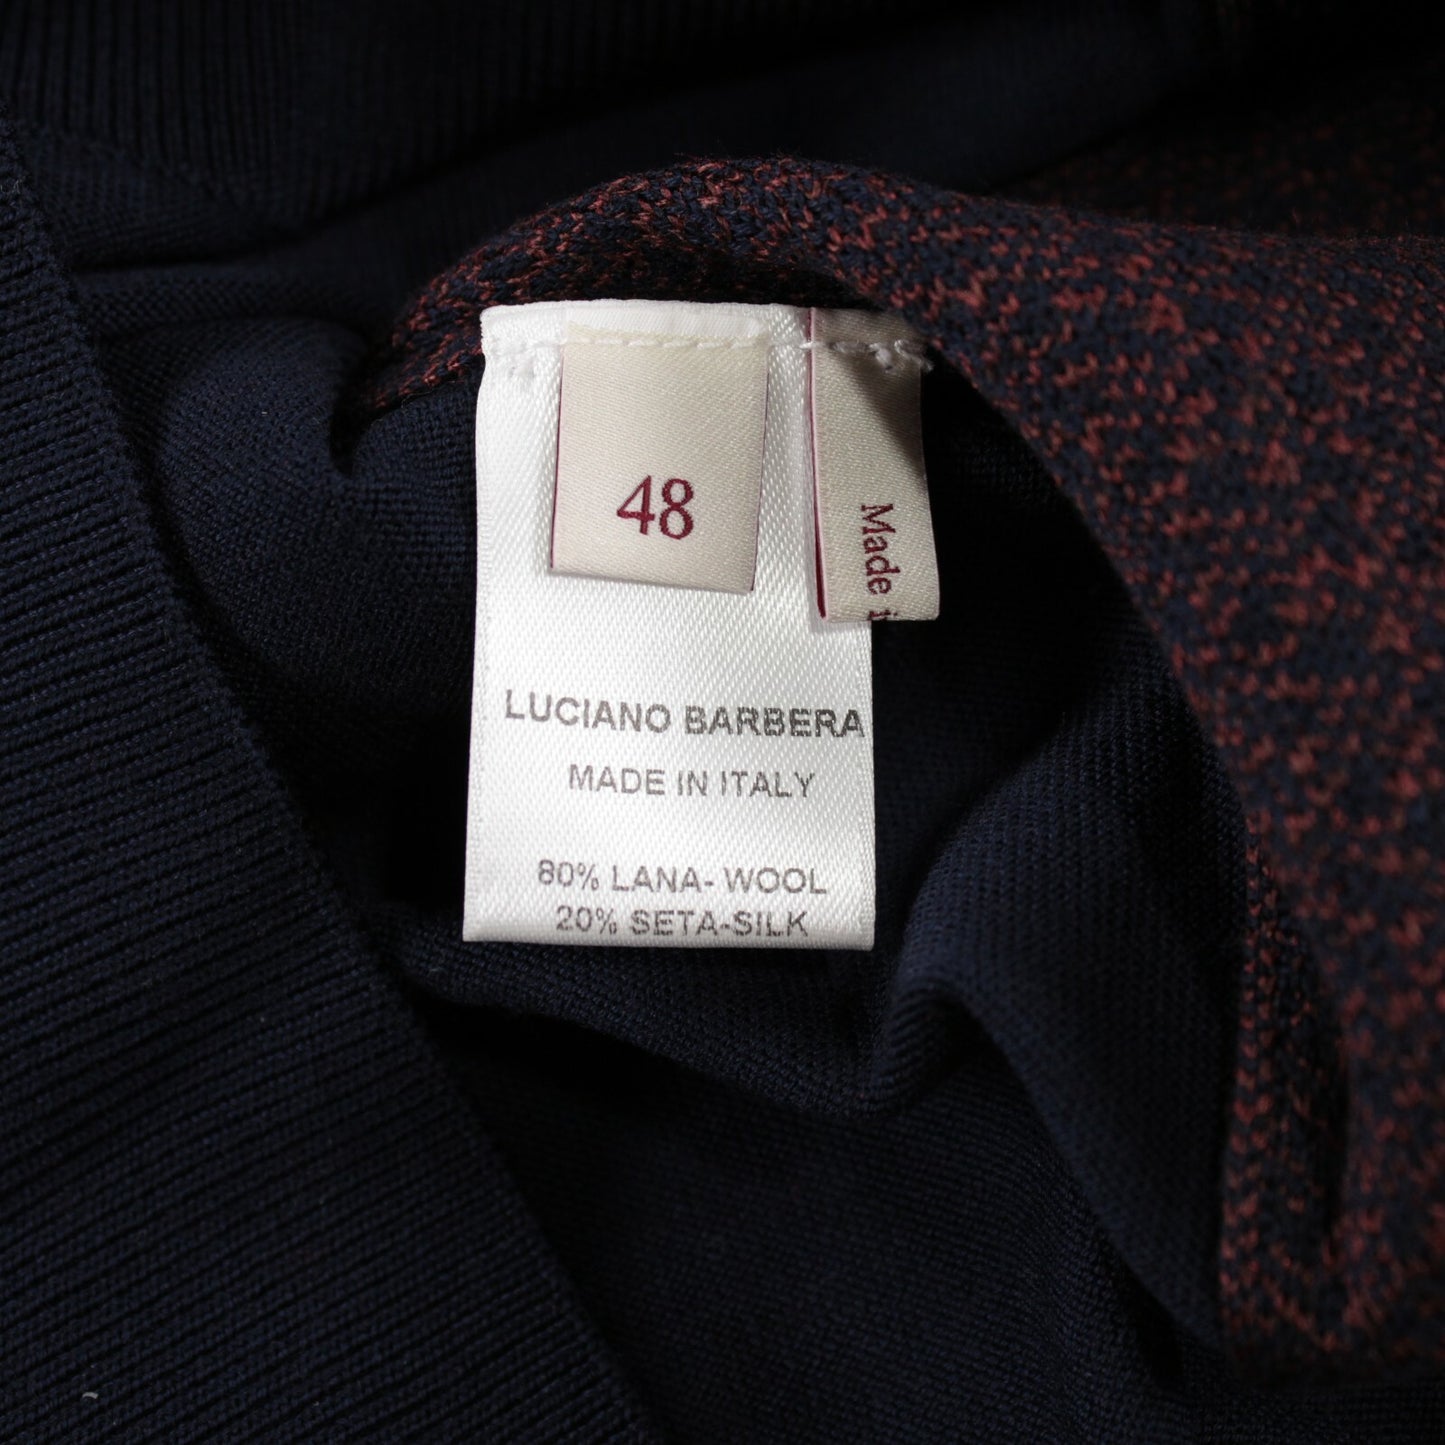 48
Made i
LUCIANO BARBERA
MADE IN ITALY
80% LANA- WOOL
20% SETA-SILK